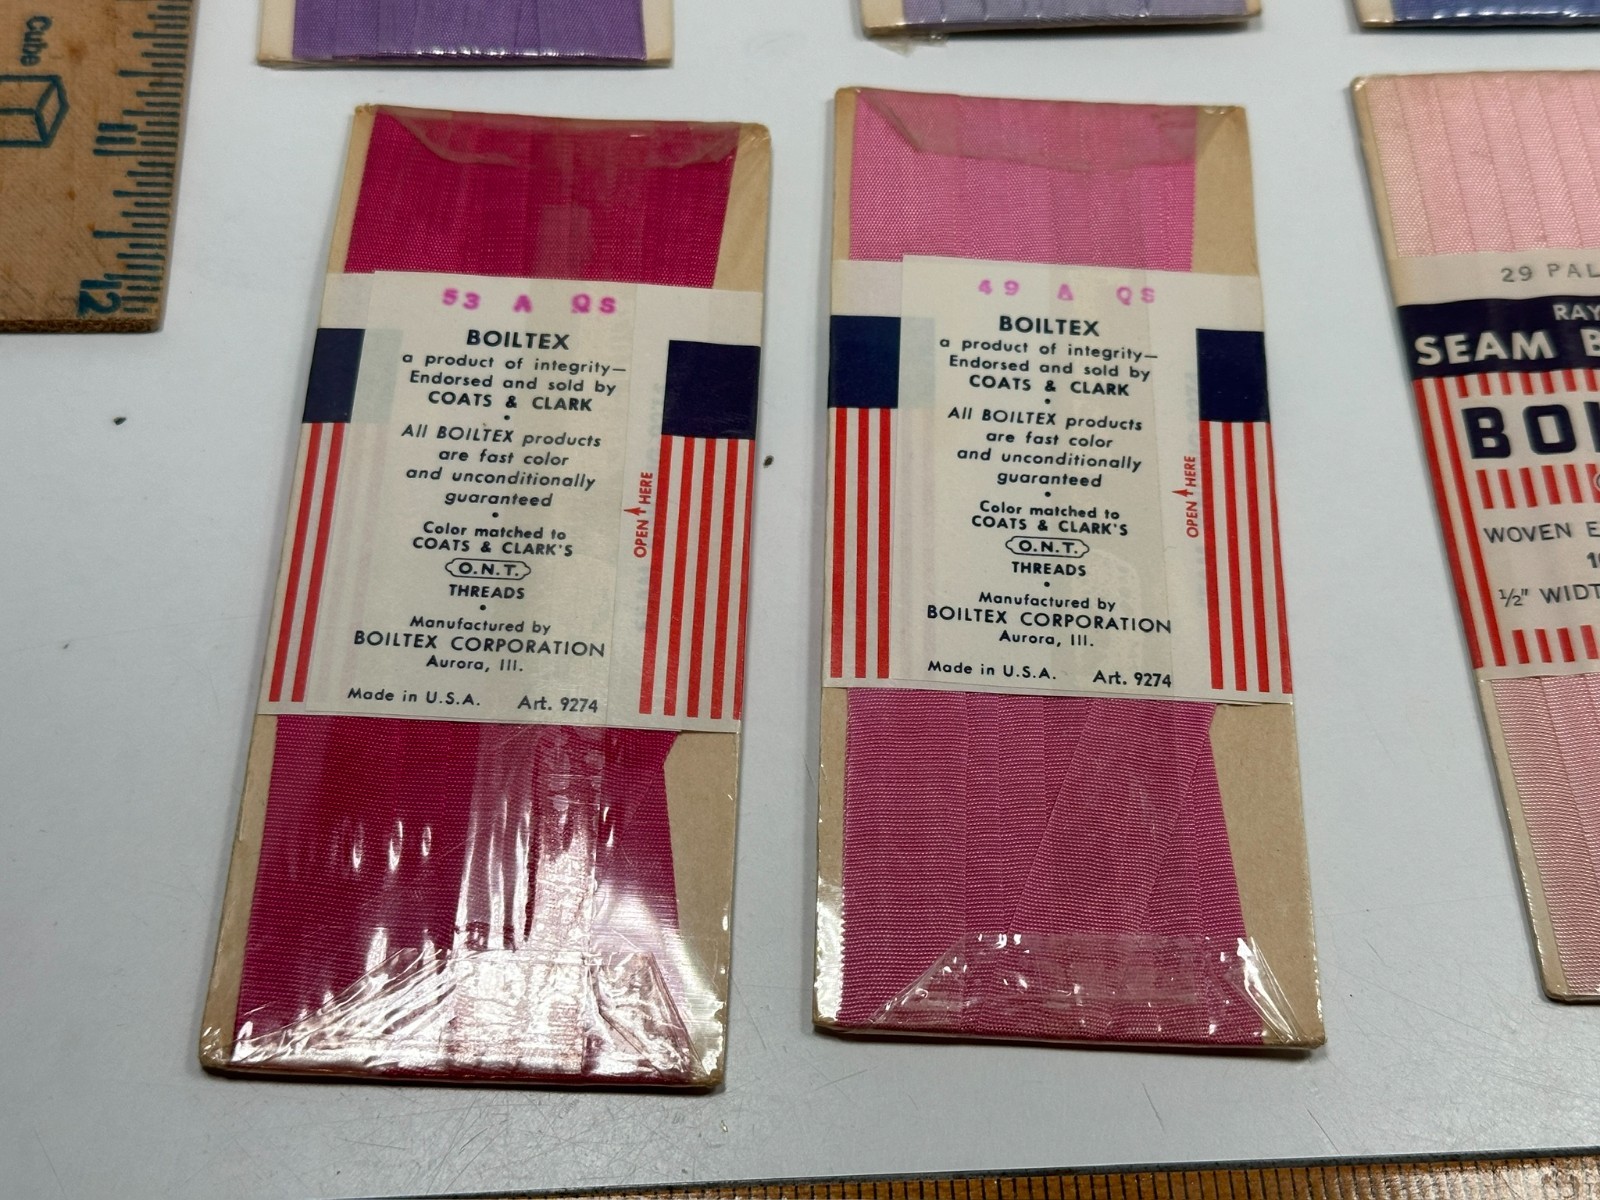 Cube
11
12
53 A QS
BOILTEX
a product of integrity—
Endorsed and sold by
COATS & CLARK
•
All BOILTEX products
are fast color
and unconditionally
guaranteed
•
Color matched to
COATS & CLARK'S
O.N.T.
THREADS
•
Manufactured by
BOILTEX CORPORATION
Aurora, Ill.
Made in U.S.A. Art. 9274
OPEN HERE
49 A QS
BOILTEX
a product of integrity—
Endorsed and sold by
COATS & CLARK
•
All BOILTEX products
are fast color
and unconditionally
guaranteed
•
Color matched to
COATS & CLARK'S
O.N.T.
THREADS
•
Manufactured by
BOILTEX CORPORATION
Aurora, Ill.
Made in U.S.A. Art. 9274
OPEN HERE
29 PAL
RAY
SEAM B
BOI
WOVEN E
½" WIDT